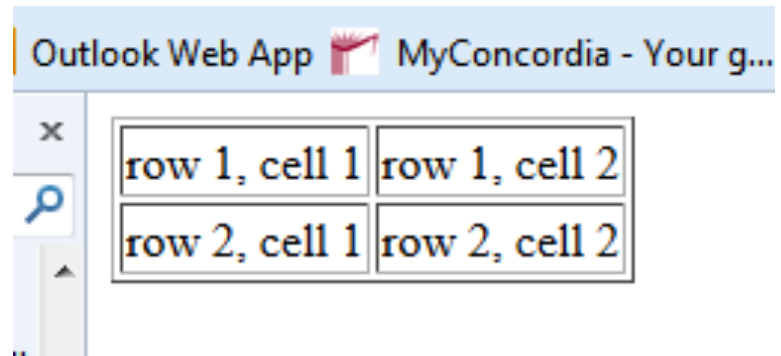 Outlook Web App MyConcordia - Your g...
row 1, cell 1 row 1, cell 2
row 2, cell 1 row 2, cell 2